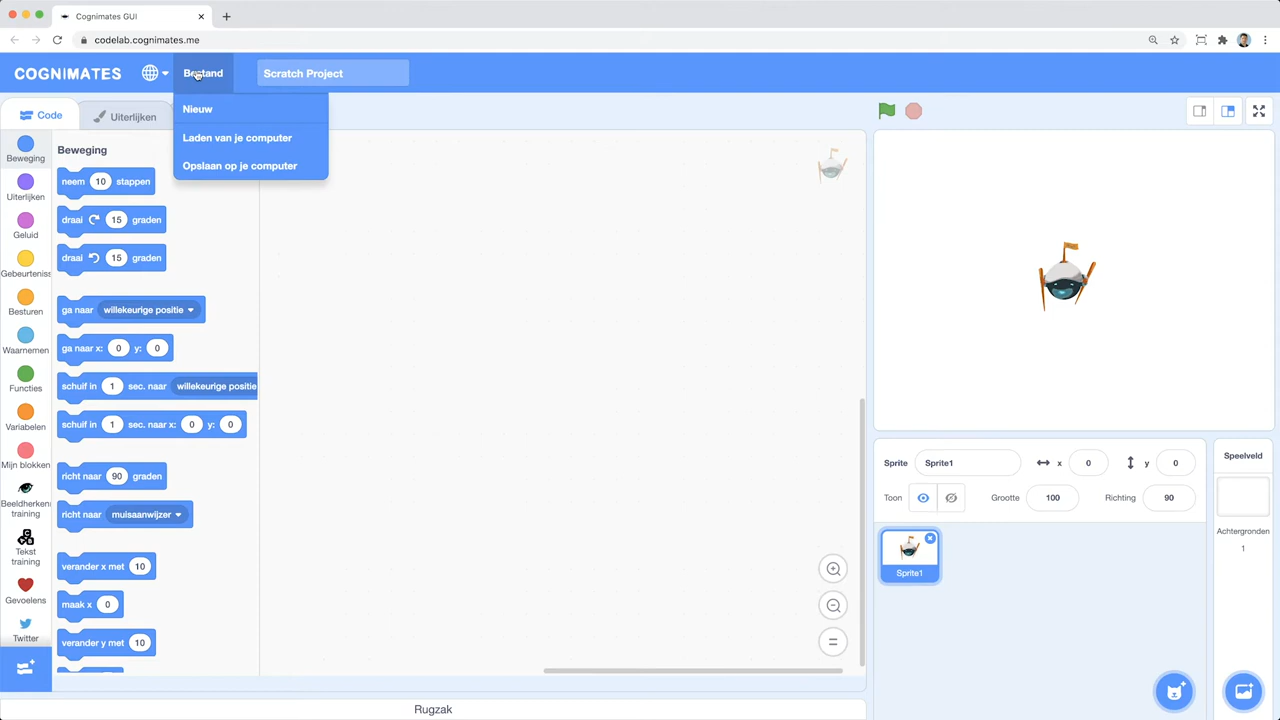 Cognimates GUI
codelab.cognimates.me
COGNIMATES
Bestand
Scratch Project
Nieuw
Laden van je computer
Opslaan op je computer
Code
Uiterlijken
Beweging
Uiterlijken
Geluid
Gebeurteniss
Besturen
Waarnemen
Functies
Variabelen
Mijn blokken
Beeldherken
training
Tekst
training
Gevoelens
Twitter
Beweging
neem 10 stappen
draai 15 graden
draai 15 graden
ga naar willekeurige positie
ga naar x: 0 y: 0
schuif in 1 sec. naar willekeurige positie
schuif in 1 sec. naar x: 0 y: 0
richt naar 90 graden
richt naar muisaanwijzer
verander x met 10
maak x 0
verander y met 10
Sprite Sprite1 x 0 y 0
Toon Grootte 100 Richting 90
Sprite1
Speelveld
Achtergronden
1
Rugzak